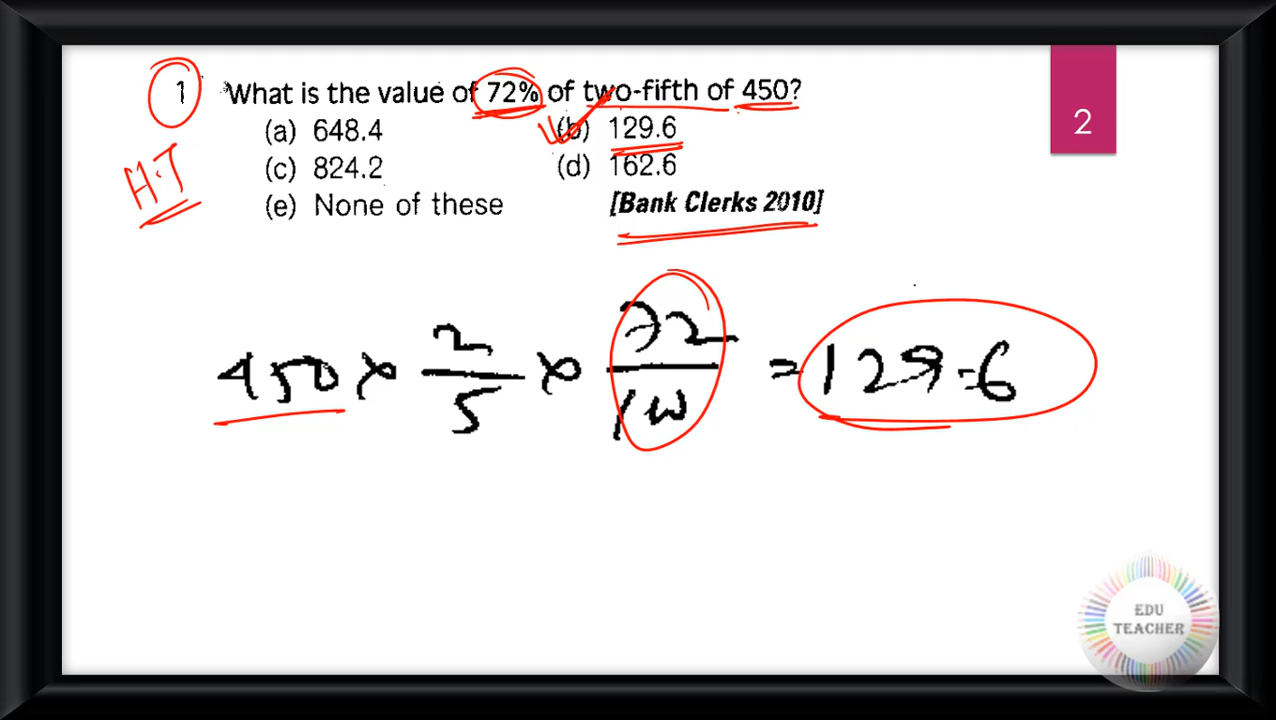 2
1 What is the value of 72% of two-fifth of 450?
(a) 648.4 (b) 129.6
(c) 824.2 (d) 162.6
(e) None of these [Bank Clerks 2010]
H.T
450 × 2/5 × 72/100 = 129.6
EDU
TEACHER